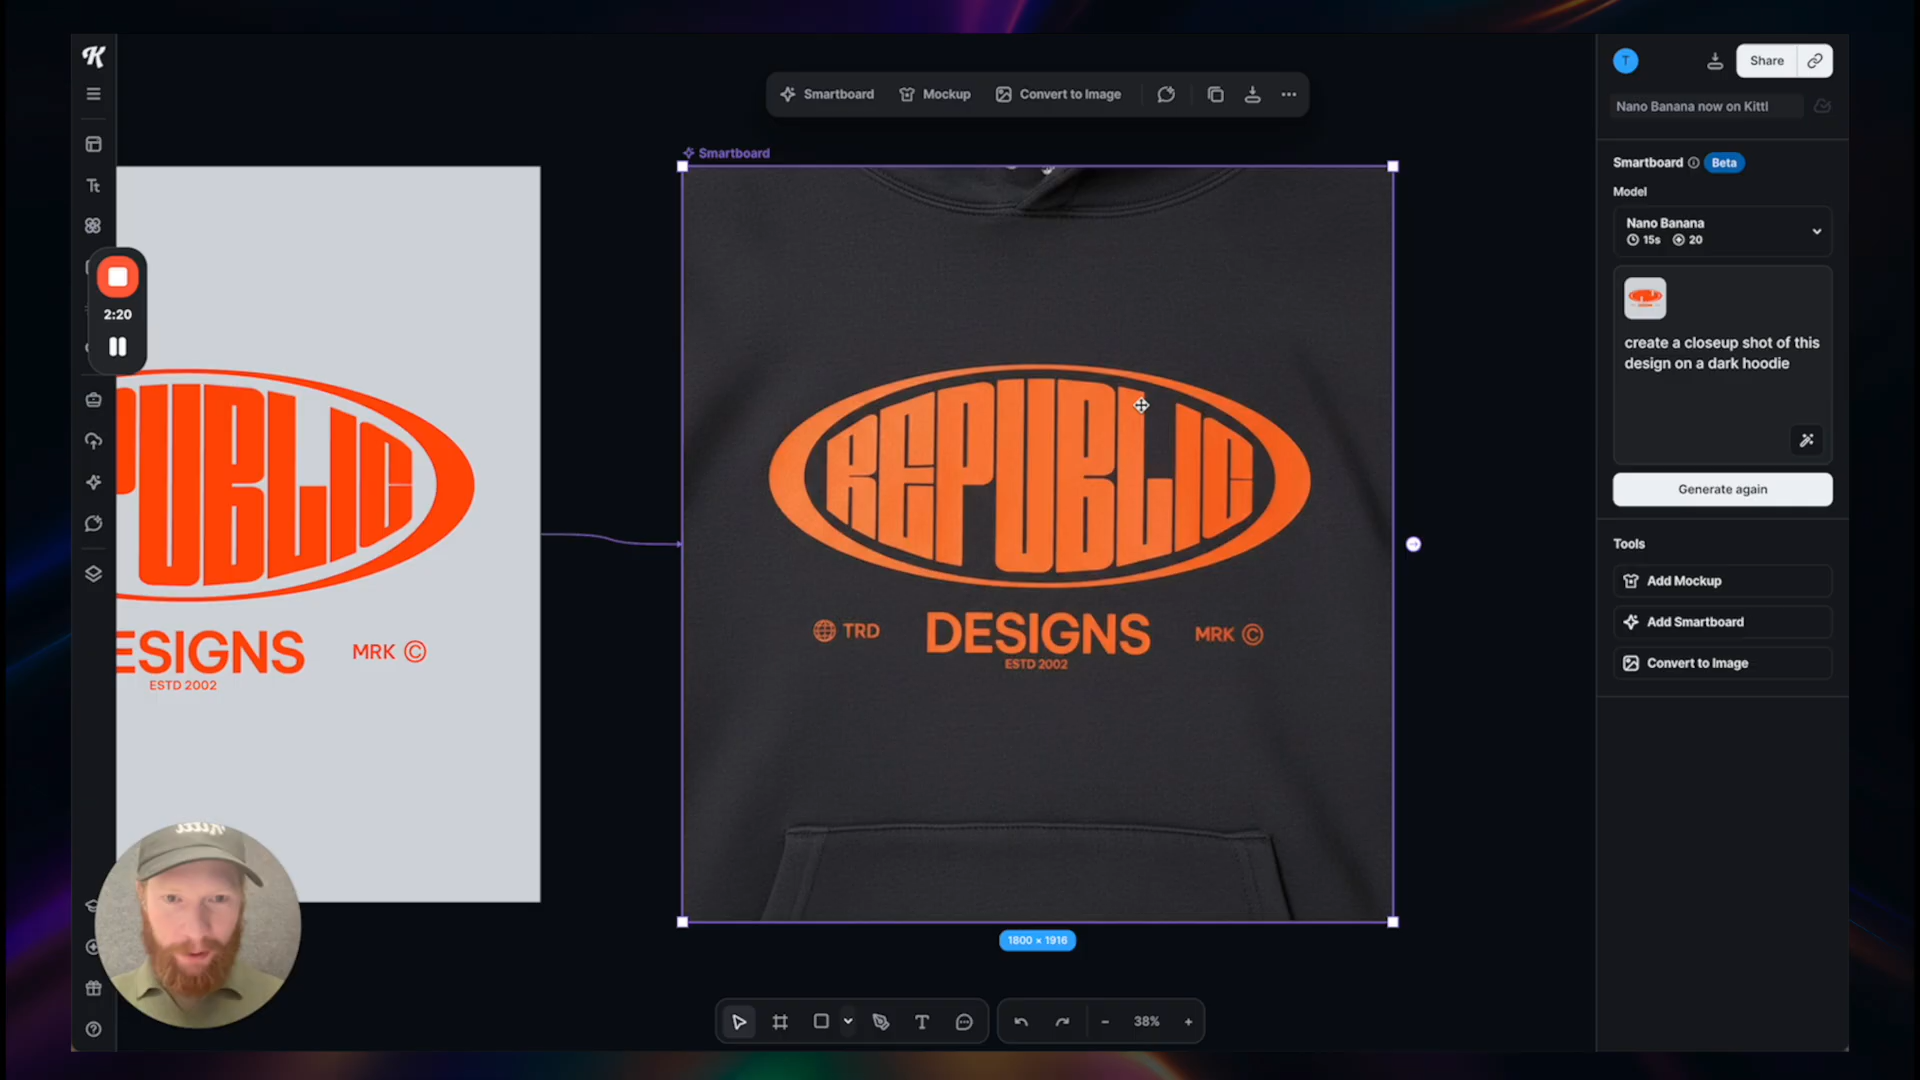 K
Smartboard
Mockup
Convert to Image
T
Share
Nano Banana now on Kittl
Smartboard
Beta
Model
Nano Banana
15s
20
create a closeup shot of this
design on a dark hoodie
Generate again
Tools
Add Mockup
Add Smartboard
Convert to Image
Tt
2:20
PUBLIC
ESIGNS
MRK ©
ESTD 2002
Smartboard
REPUBLIC
TRD
DESIGNS
MRK ©
ESTD 2002
1800 × 1916
T
38%